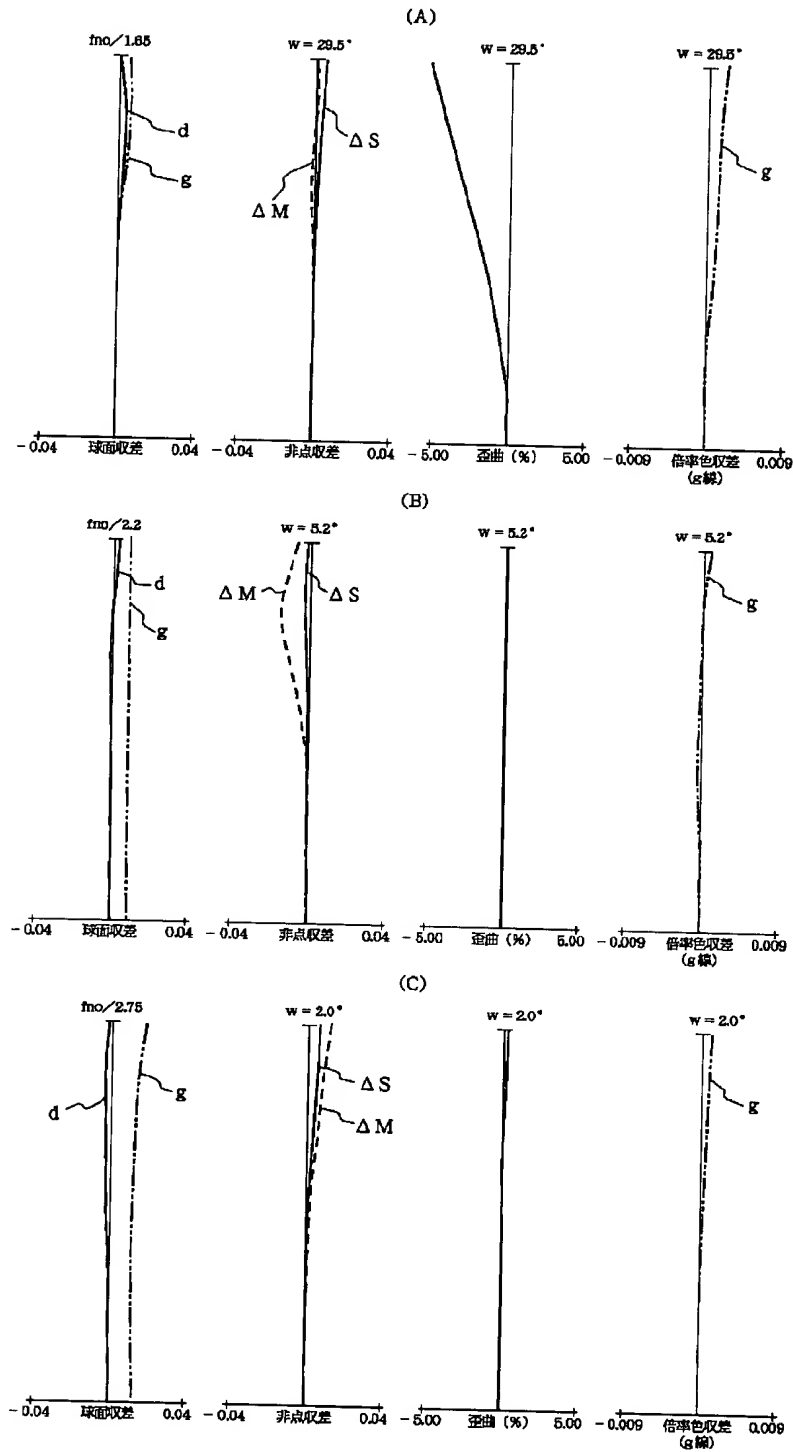 (A)
fno/1.65
w = 29.5°
w = 29.5°
w = 29.5°
d
g
ΔS
ΔM
g
-0.04 球面収差 0.04
-0.04 非点収差 0.04
-5.00 歪曲 (%) 5.00
-0.009 倍率色収差 0.009
(g線)
(B)
fno/2.2
w = 5.2°
w = 5.2°
w = 5.2°
d
g
ΔM
ΔS
g
-0.04 球面収差 0.04
-0.04 非点収差 0.04
-5.00 歪曲 (%) 5.00
-0.009 倍率色収差 0.009
(g線)
(C)
fno/2.75
w = 2.0°
w = 2.0°
w = 2.0°
d
g
ΔS
ΔM
g
-0.04 球面収差 0.04
-0.04 非点収差 0.04
-5.00 歪曲 (%) 5.00
-0.009 倍率色収差 0.009
(g線)